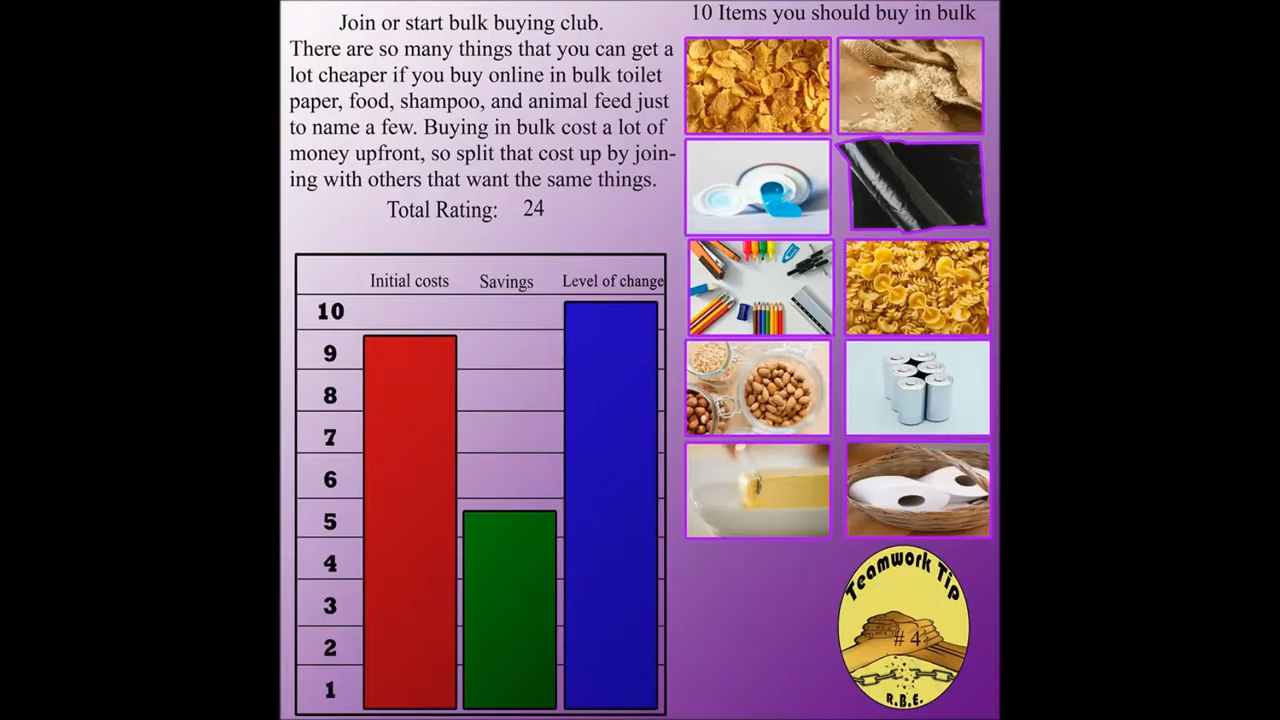 Join or start bulk buying club.
There are so many things that you can get a
lot cheaper if you buy online in bulk toilet
paper, food, shampoo, and animal feed just
to name a few. Buying in bulk cost a lot of
money upfront, so split that cost up by join-
ing with others that want the same things.
Total Rating: 24
Initial costs Savings Level of change
10
9
8
7
6
5
4
3
2
1
10 Items you should buy in bulk
Teamwork Tip
# 4
R.B.E.